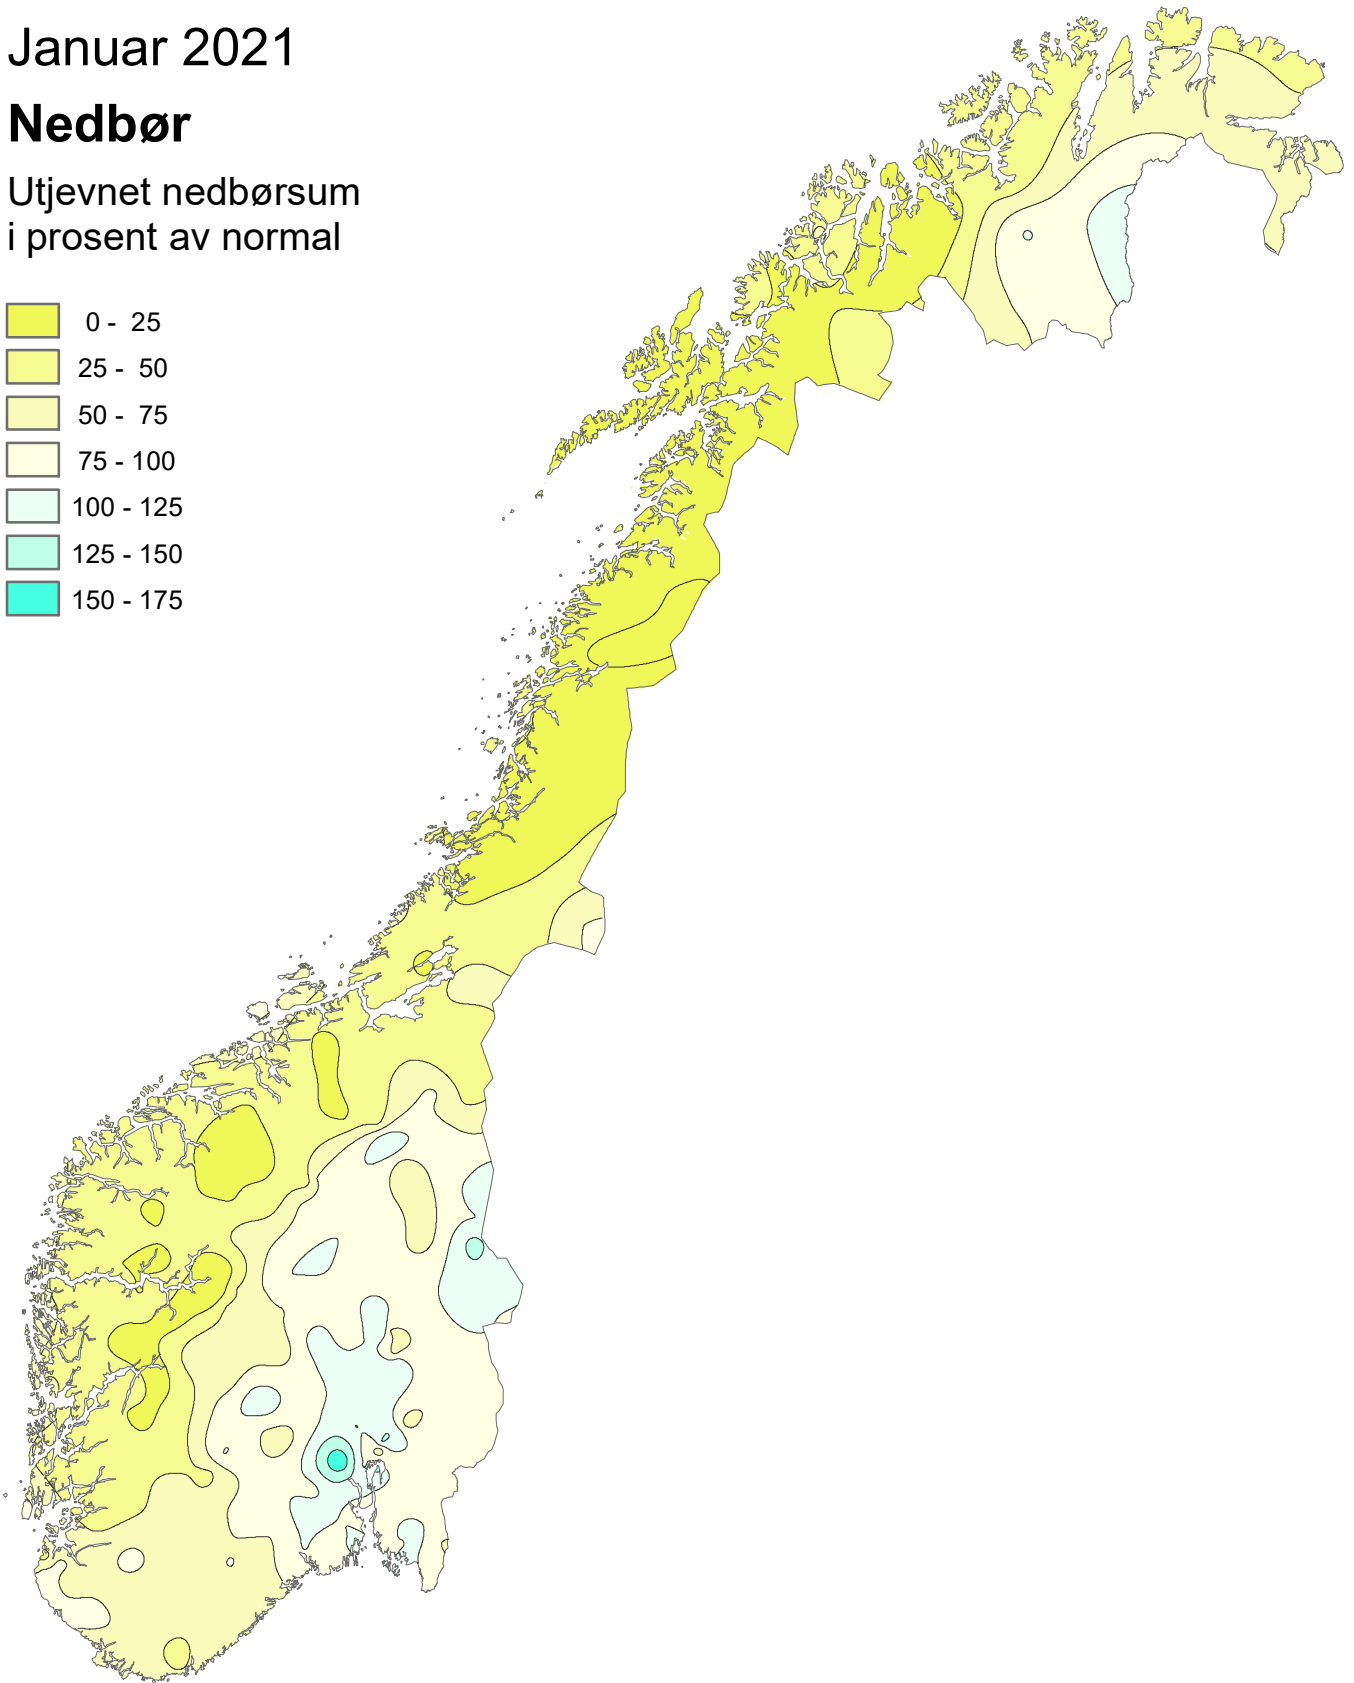 Januar 2021
Nedbør
Utjevnet nedbørsum
i prosent av normal
0 - 25
25 - 50
50 - 75
75 - 100
100 - 125
125 - 150
150 - 175